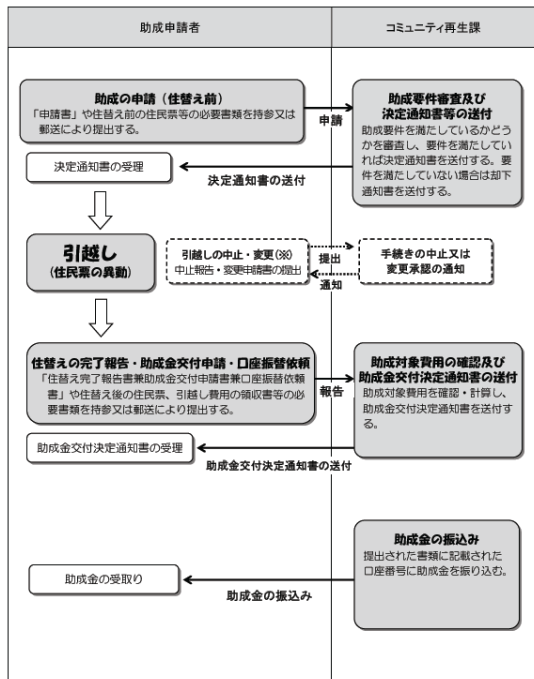 助成申請者
コミュニティ再生課
助成の申請（住替え前）
「申請書」や住替え前の住民票等の必要書類を持参又は
郵送により提出する。
申請
助成要件審査及び
決定通知書等の送付
助成要件を満たしているかどう
かを審査し、要件を満たしてい
れば決定通知書を送付する。要
件を満たしていない場合は却下
通知書を送付する。
決定通知書の受理
決定通知書の送付
引越し
(住民票の異動)
引越しの中止・変更(※)
中止報告・変更申請書の提出
提出
通知
手続きの中止又は
変更承認の通知
住替えの完了報告・助成金交付申請・口座振替依頼
「住替え完了報告書兼助成金交付申請書兼口座振替依頼
書」や住替え後の住民票、引越し費用の領収書等の必
要書類を持参又は郵送により提出する。
報告
助成対象費用の確認及び
助成金交付決定通知書の送付
助成対象費用を確認・計算し、
助成金交付決定通知書を送付す
る。
助成金交付決定通知書の受理
助成金交付決定通知書の送付
助成金の振込み
提出された書類に記載された
口座番号に助成金を振り込む。
助成金の受取り
助成金の振込み